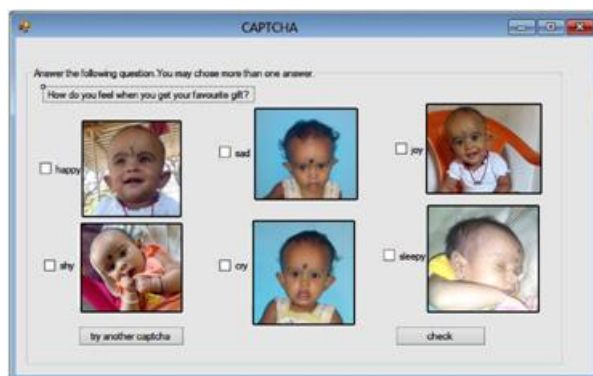 CAPTCHA
Answer the following question.You may chose more than one answer.
How do you feel when you get your favourite gift?
happy
sad
joy
shy
cry
sleepy
try another captcha
check